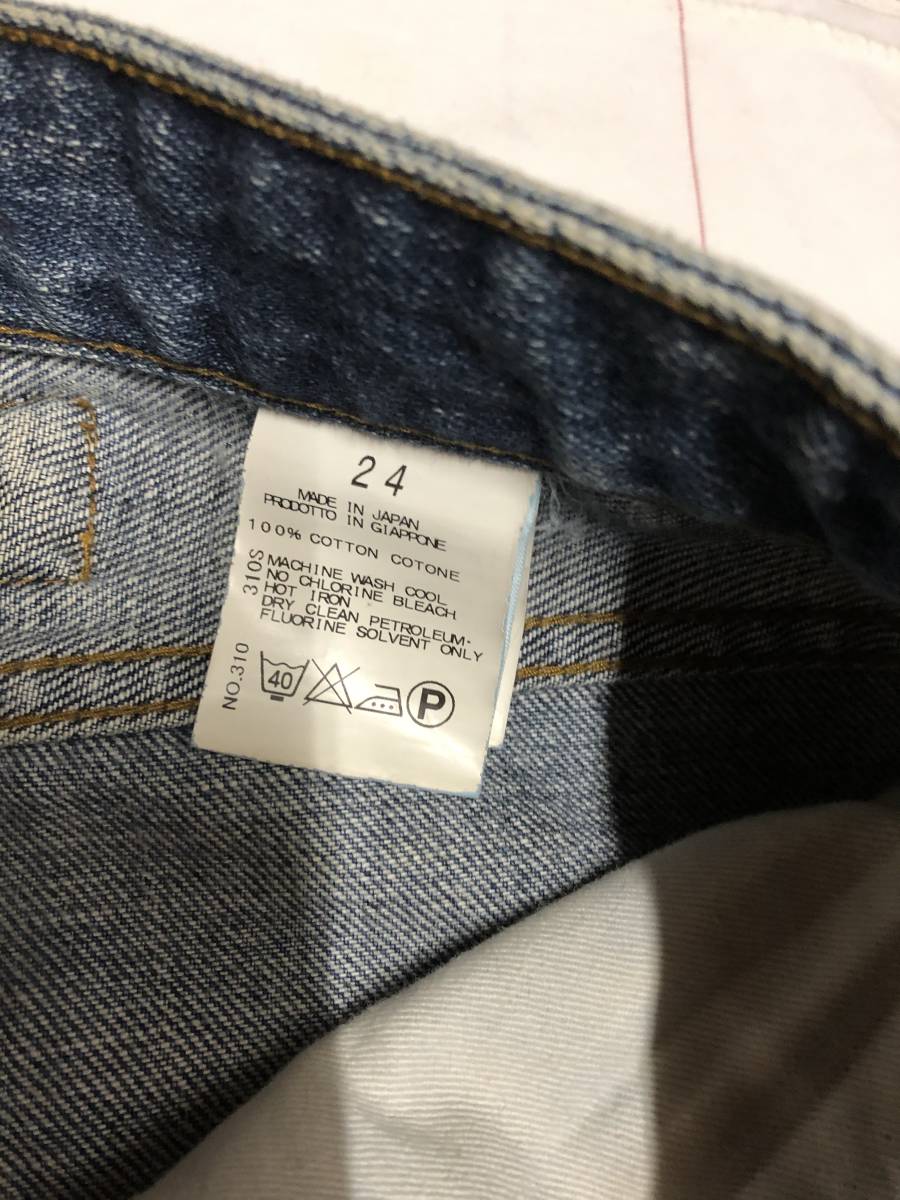 24
MADE IN JAPAN
PRODOTTO IN GIAPPONE
100% COTTON COTONE
MACHINE WASH COOL
NO CHLORINE BLEACH
HOT IRON
DRY CLEAN PETROLEUM-
FLUORINE SOLVENT ONLY
40
P
NO.310 310S